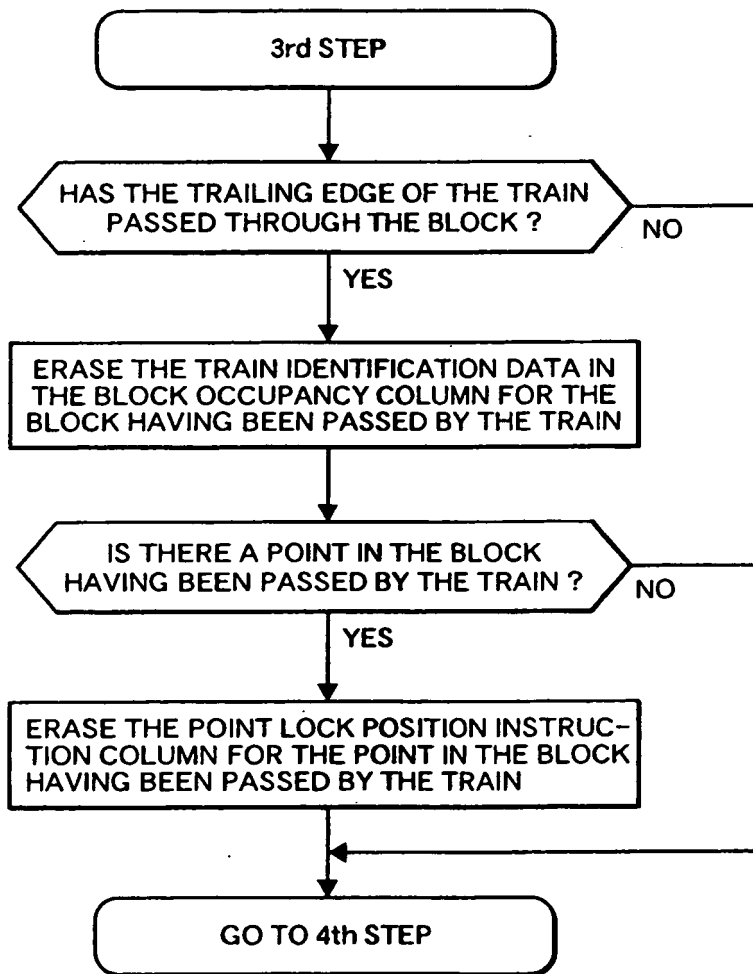 3rd STEP
HAS THE TRAILING EDGE OF THE TRAIN
PASSED THROUGH THE BLOCK ?
NO
YES
ERASE THE TRAIN IDENTIFICATION DATA IN
THE BLOCK OCCUPANCY COLUMN FOR THE
BLOCK HAVING BEEN PASSED BY THE TRAIN
IS THERE A POINT IN THE BLOCK
HAVING BEEN PASSED BY THE TRAIN ?
NO
YES
ERASE THE POINT LOCK POSITION INSTRUC-
TION COLUMN FOR THE POINT IN THE BLOCK
HAVING BEEN PASSED BY THE TRAIN
GO TO 4th STEP